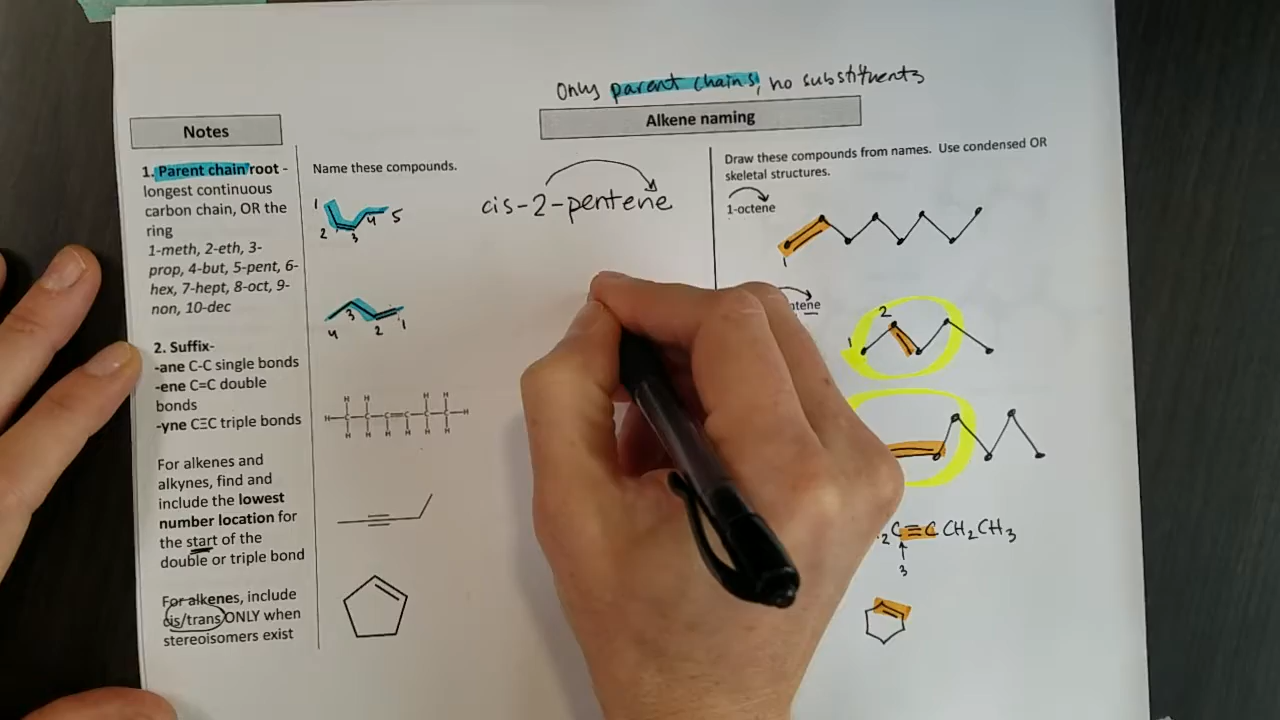 Only parent chains, no substituents
Alkene naming
Notes
1. Parent chain root -
longest continuous
carbon chain, OR the
ring
1-meth, 2-eth, 3-
prop, 4-but, 5-pent, 6-
hex, 7-hept, 8-oct, 9-
non, 10-dec
2. Suffix-
-ane C-C single bonds
-ene C=C double
bonds
-yne CΞC triple bonds
For alkenes and
alkynes, find and
include the lowest
number location for
the start of the
double or triple bond
For alkenes, include
cis/trans ONLY when
stereoisomers exist
Name these compounds.
1
2
3
4
5
cis-2-pentene
4
3
2
1
H H H H
H-C-C-C=C-C-C-H
H H H H H H
Draw these compounds from names. Use condensed OR
skeletal structures.
1-octene
1
ntene
2
1
2C≡CCH2CH3
3